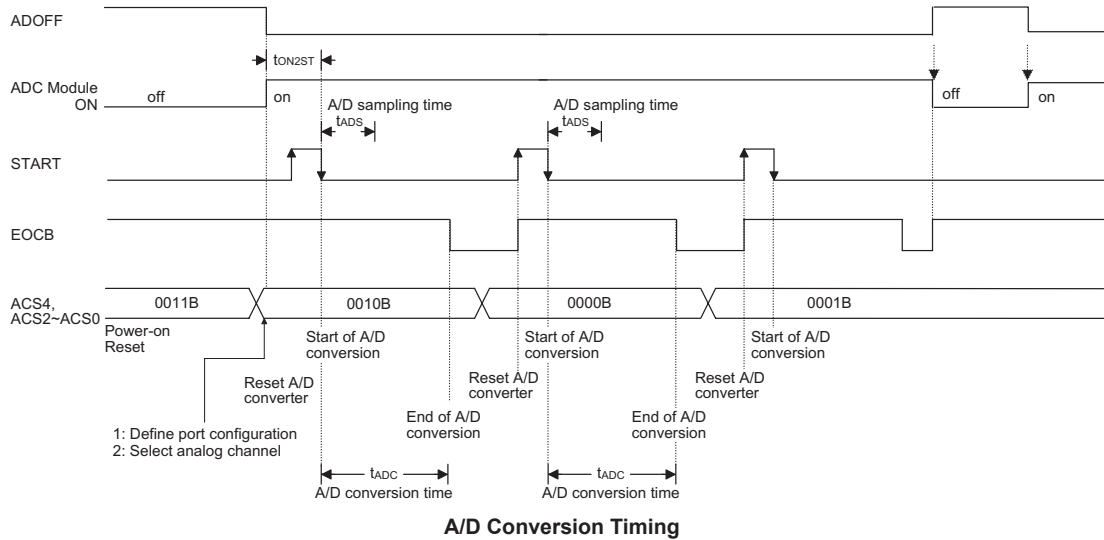 ADOFF
tON2ST
ADC Module
ON
off
on
off
on
A/D sampling time
tADS
A/D sampling time
tADS
START
EOCB
ACS4,
ACS2~ACS0
0011B
0010B
0000B
0001B
Power-on
Reset
Start of A/D
conversion
Start of A/D
conversion
Start of A/D
conversion
Reset A/D
converter
Reset A/D
converter
Reset A/D
converter
End of A/D
conversion
End of A/D
conversion
1: Define port configuration
2: Select analog channel
tADC
A/D conversion time
tADC
A/D conversion time
A/D Conversion Timing